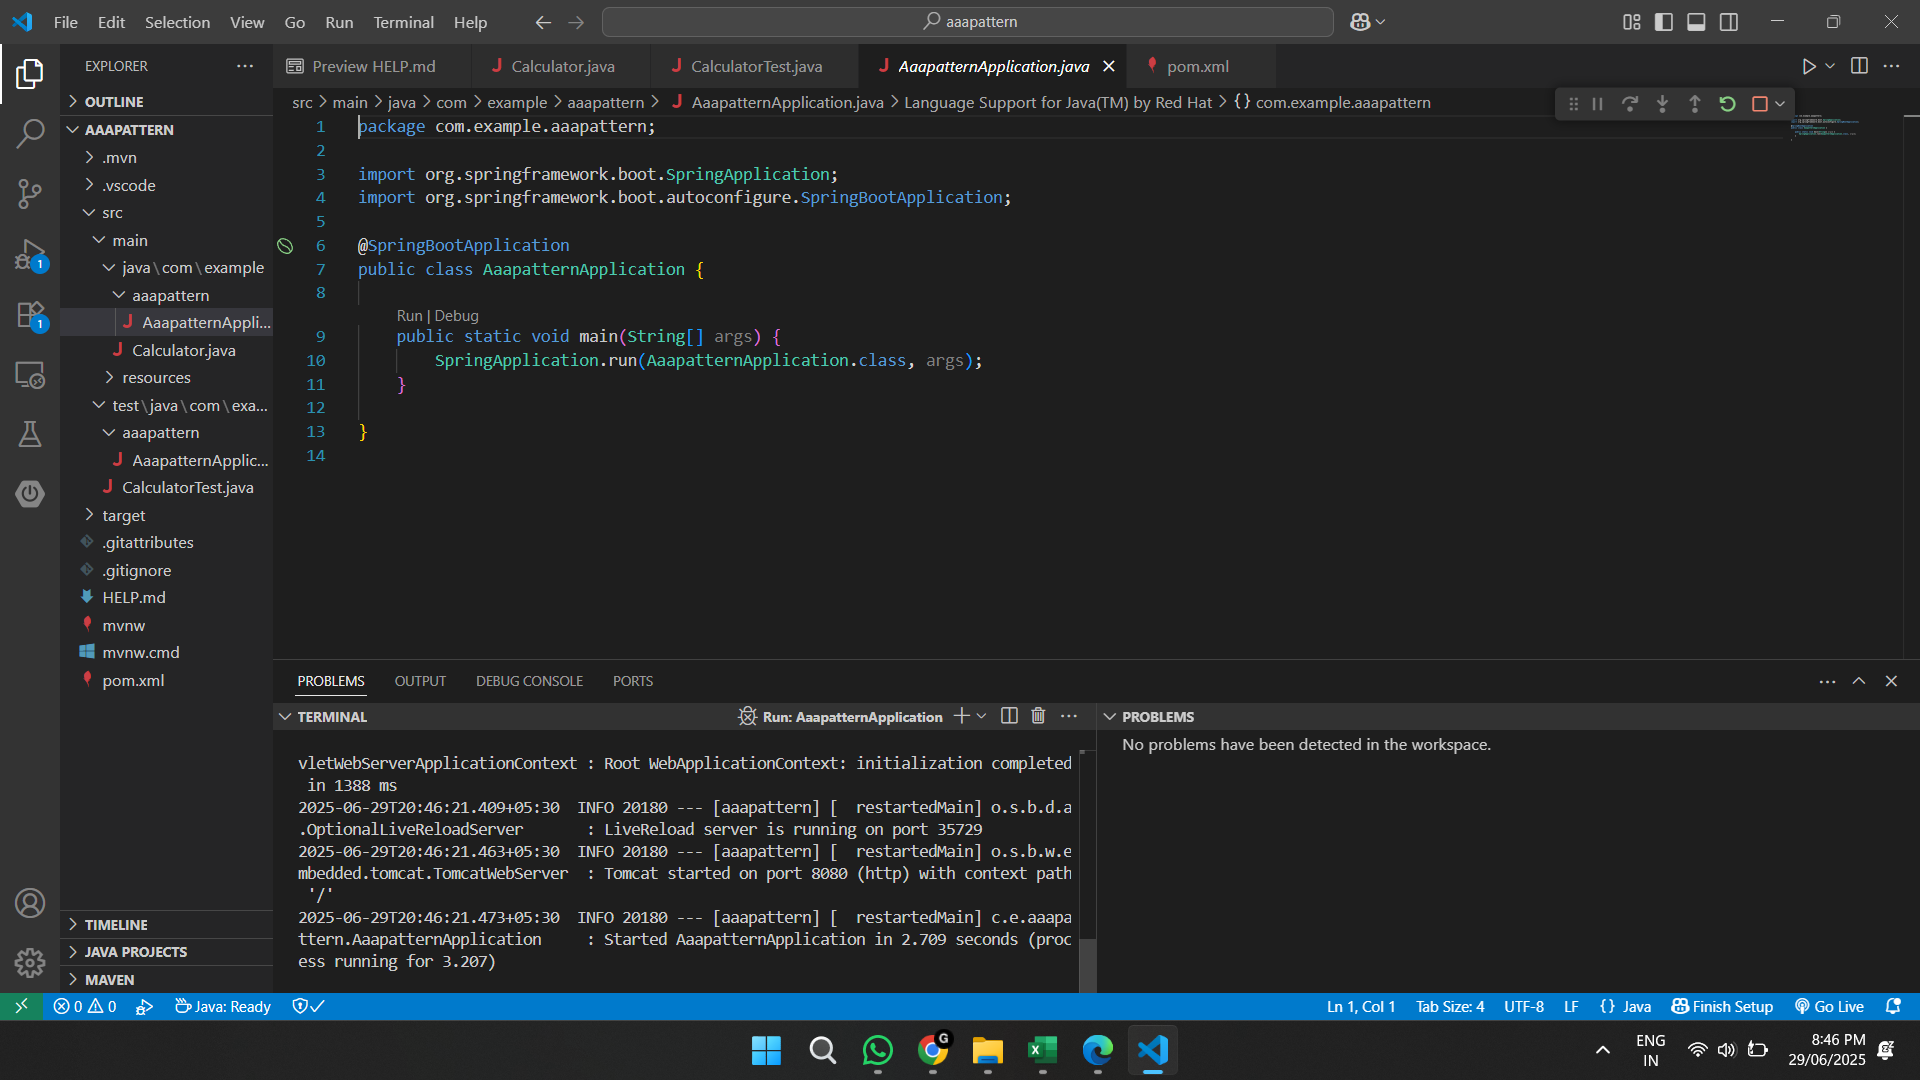 File Edit Selection View Go Run Terminal Help
aaapattern
EXPLORER
OUTLINE
AAAPATTERN
.mvn
.vscode
src
main
java\com\example
aaapattern
AaapatternAppli...
Calculator.java
resources
test\java\com\exa...
aaapattern
AaapatternApplic...
CalculatorTest.java
target
.gitattributes
.gitignore
HELP.md
mvnw
mvnw.cmd
pom.xml
TIMELINE
JAVA PROJECTS
MAVEN
1
1
Preview HELP.md
Calculator.java
CalculatorTest.java
AaapatternApplication.java
pom.xml
src > main > java > com > example > aaapattern > AaapatternApplication.java > Language Support for Java(TM) by Red Hat > {} com.example.aaapattern
1 package com.example.aaapattern;
2
3 import org.springframework.boot.SpringApplication;
4 import org.springframework.boot.autoconfigure.SpringBootApplication;
5
6 @SpringBootApplication
7 public class AaapatternApplication {
8
Run | Debug
9 public static void main(String[] args) {
10 SpringApplication.run(AaapatternApplication.class, args);
11 }
12
13 }
14
PROBLEMS OUTPUT DEBUG CONSOLE PORTS
TERMINAL
Run: AaapatternApplication
vletWebServerApplicationContext : Root WebApplicationContext: initialization completed
in 1388 ms
2025-06-29T20:46:21.409+05:30  INFO 20180 --- [aaapattern] [  restartedMain] o.s.b.d.a
.OptionalLiveReloadServer       : LiveReload server is running on port 35729
2025-06-29T20:46:21.463+05:30  INFO 20180 --- [aaapattern] [  restartedMain] o.s.b.w.e
mbedded.tomcat.TomcatWebServer  : Tomcat started on port 8080 (http) with context path
'/'
2025-06-29T20:46:21.473+05:30  INFO 20180 --- [aaapattern] [  restartedMain] c.e.aaapa
ttern.AaapatternApplication     : Started AaapatternApplication in 2.709 seconds (proc
ess running for 3.207)
PROBLEMS
No problems have been detected in the workspace.
0 0
Java: Ready
Ln 1, Col 1
Tab Size: 4
UTF-8
LF
{} Java
Finish Setup
Go Live
G
ENG
IN
8:46 PM
29/06/2025